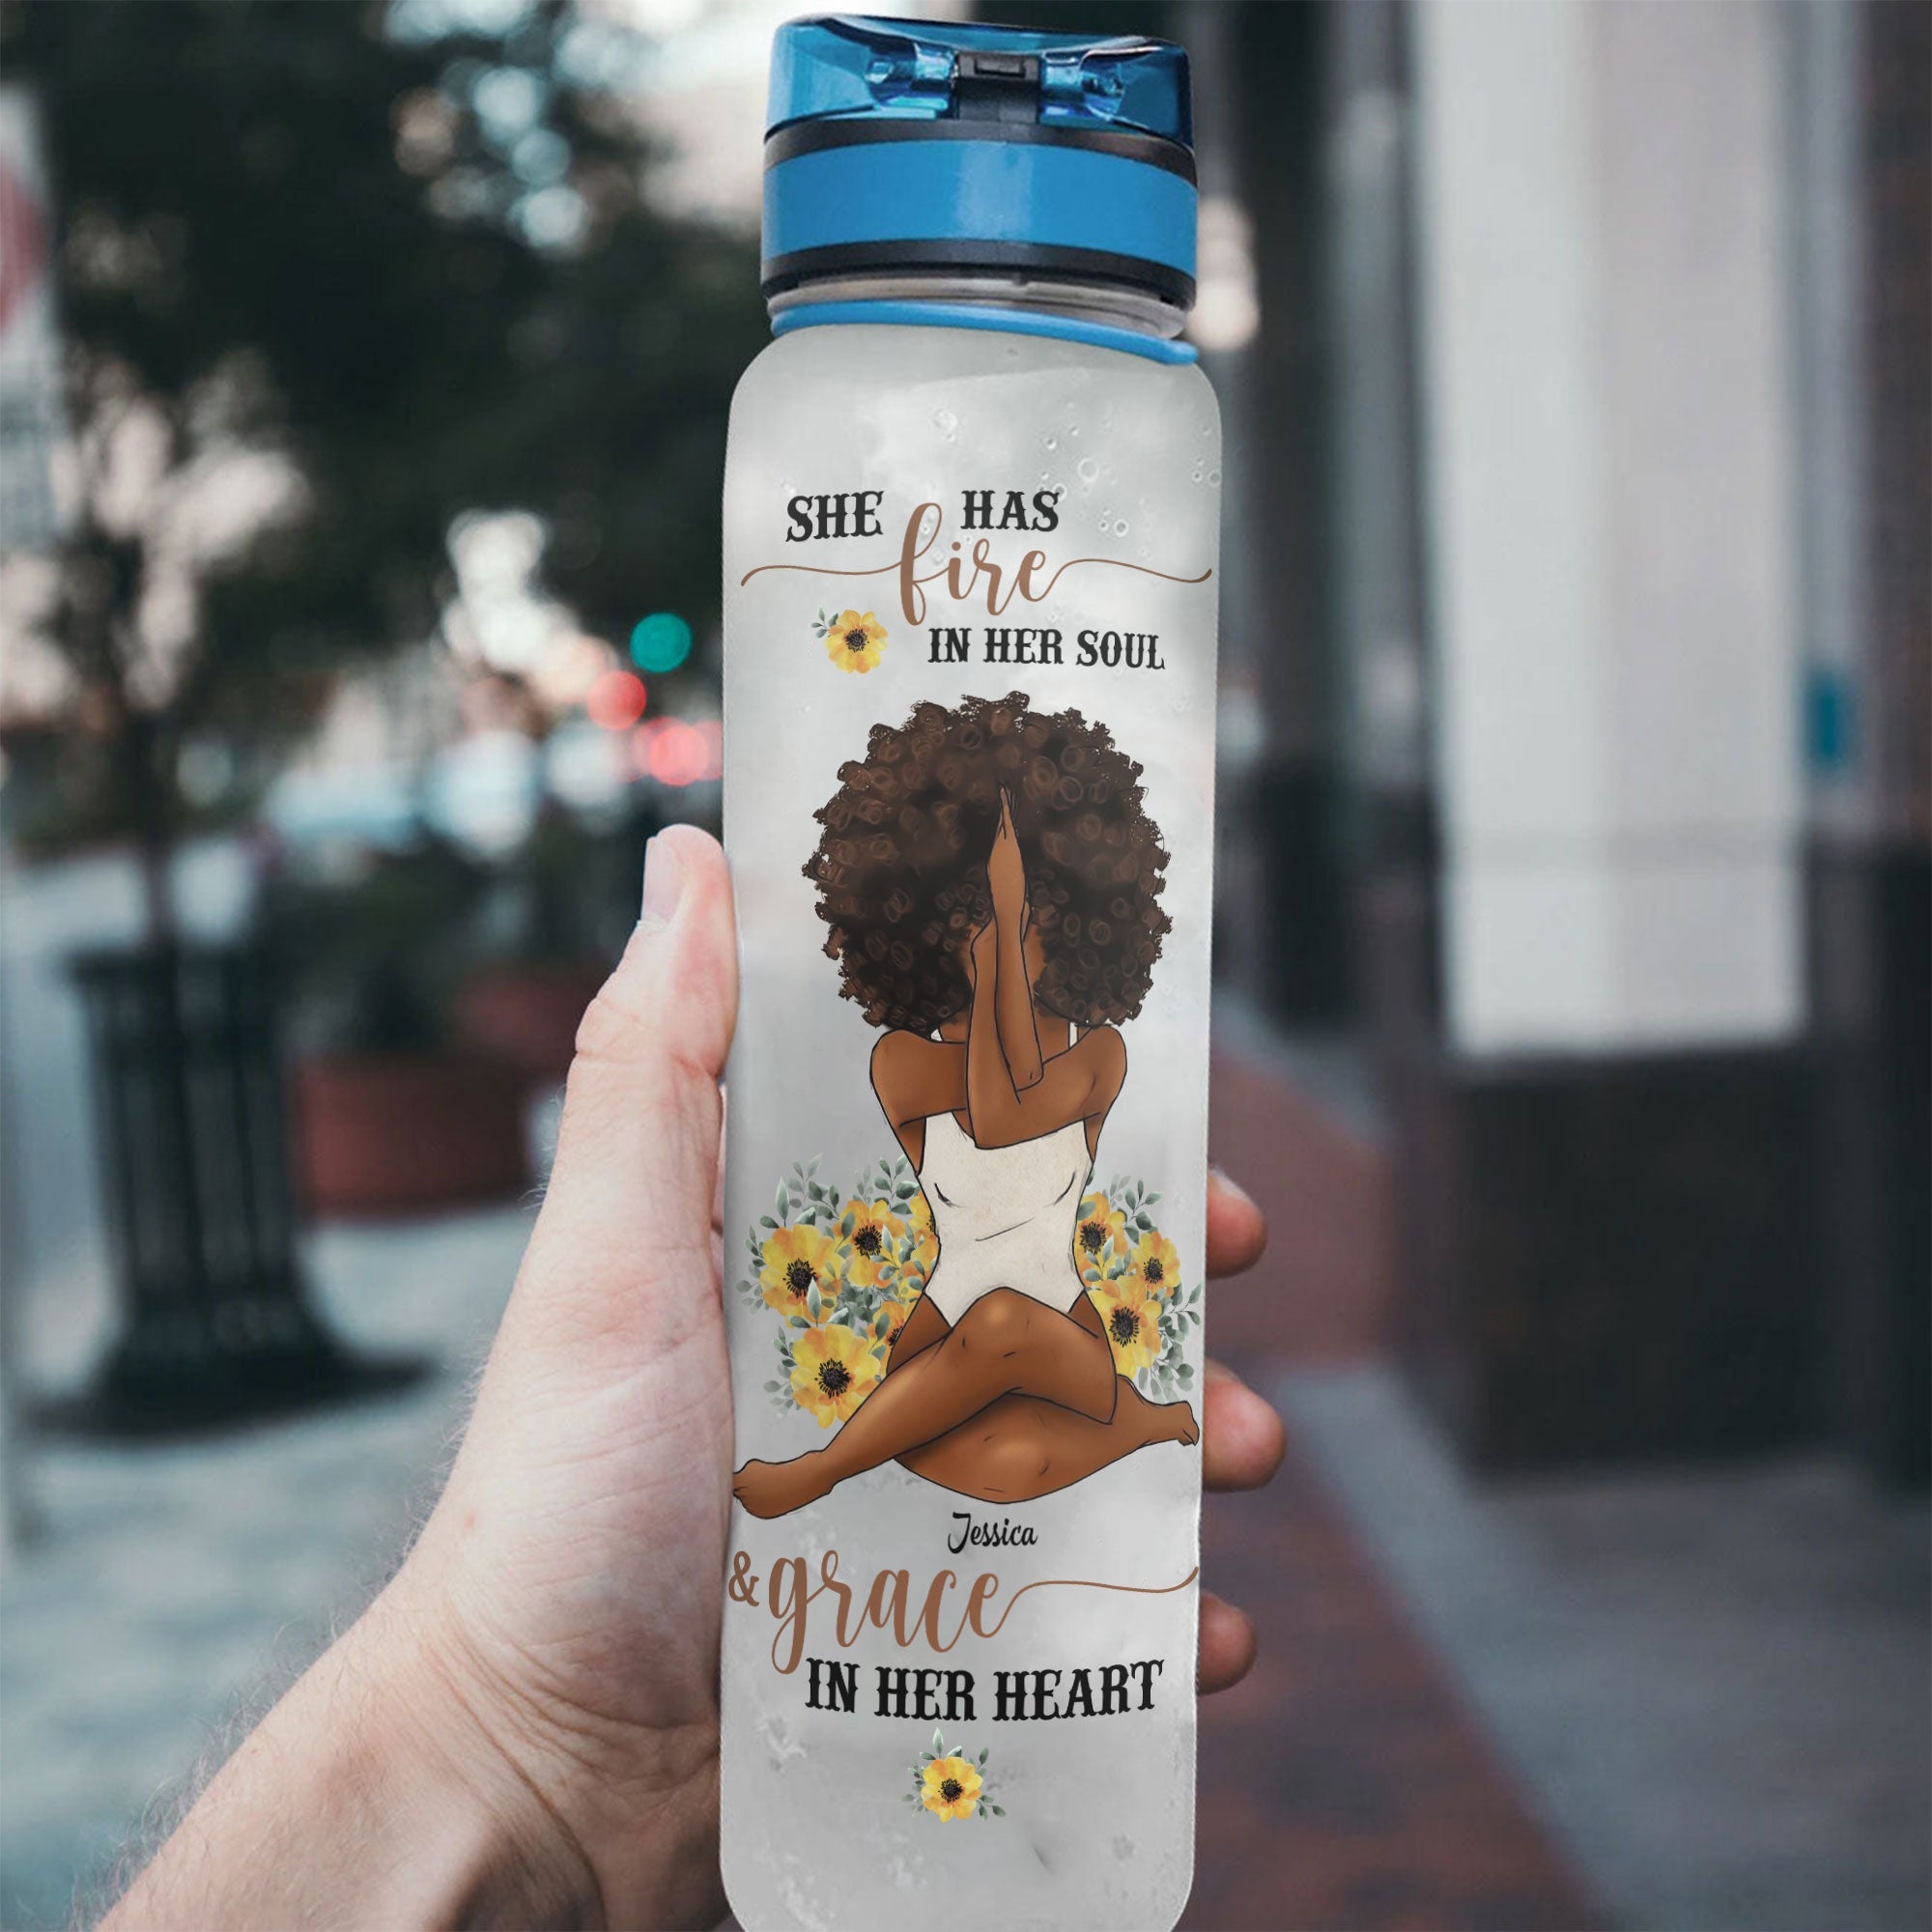 SHE HAS
fire
IN HER SOUL
Jessica
& grace
IN HER HEART